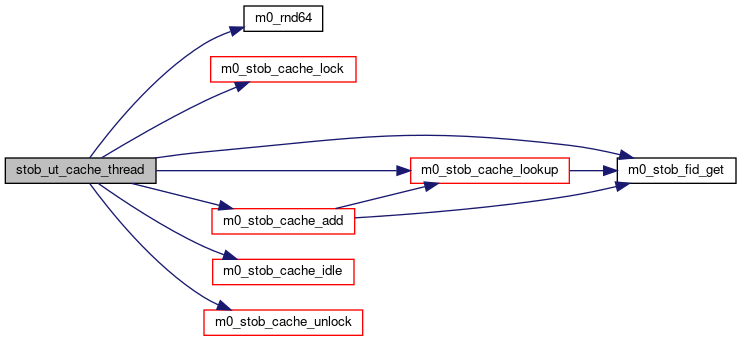 m0_rnd64
m0_stob_cache_lock
stob_ut_cache_thread
m0_stob_cache_lookup
m0_stob_fid_get
m0_stob_cache_add
m0_stob_cache_idle
m0_stob_cache_unlock